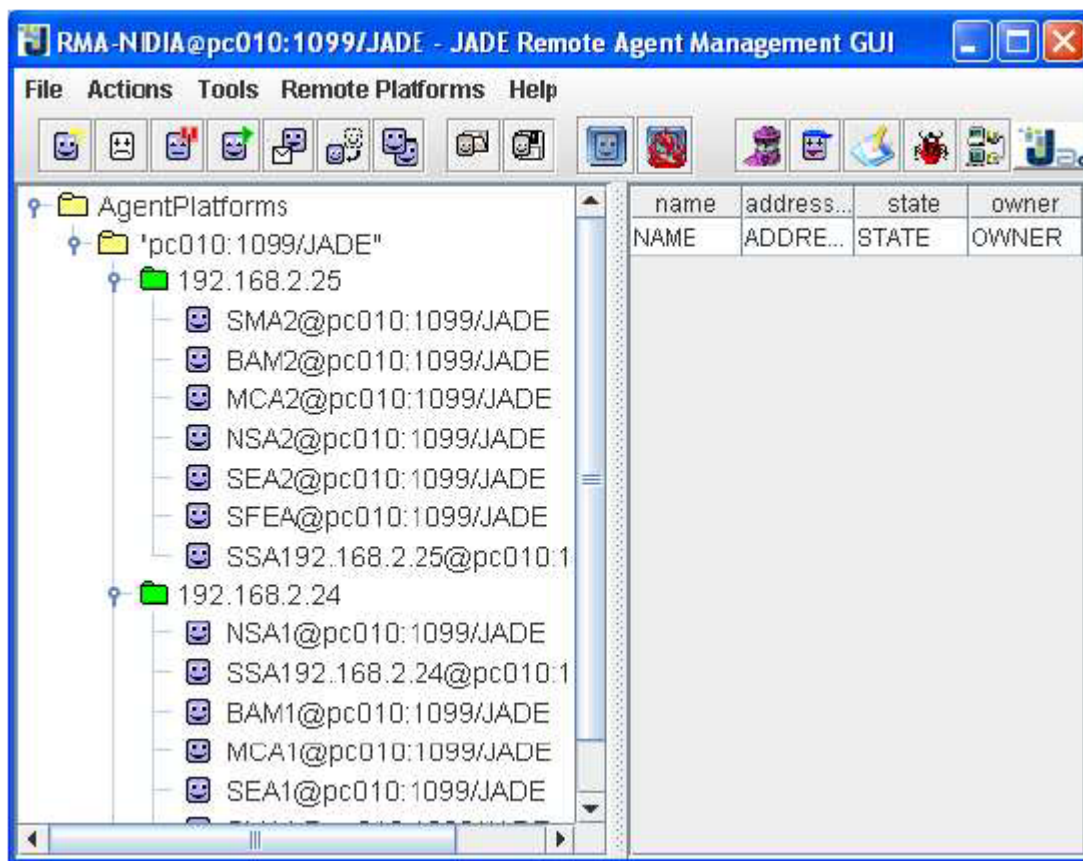 RMA-NIDIA@pc010:1099/JADE - JADE Remote Agent Management GUI
File Actions Tools Remote Platforms Help
AgentPlatforms
"pc010:1099/JADE"
192.168.2.25
SMA2@pc010:1099/JADE
BAM2@pc010:1099/JADE
MCA2@pc010:1099/JADE
NSA2@pc010:1099/JADE
SEA2@pc010:1099/JADE
SFEA@pc010:1099/JADE
SSA192.168.2.25@pc010:1
192.168.2.24
NSA1@pc010:1099/JADE
SSA192.168.2.24@pc010:1
BAM1@pc010:1099/JADE
MCA1@pc010:1099/JADE
SEA1@pc010:1099/JADE
name address... state owner
NAME ADDRE... STATE OWNER